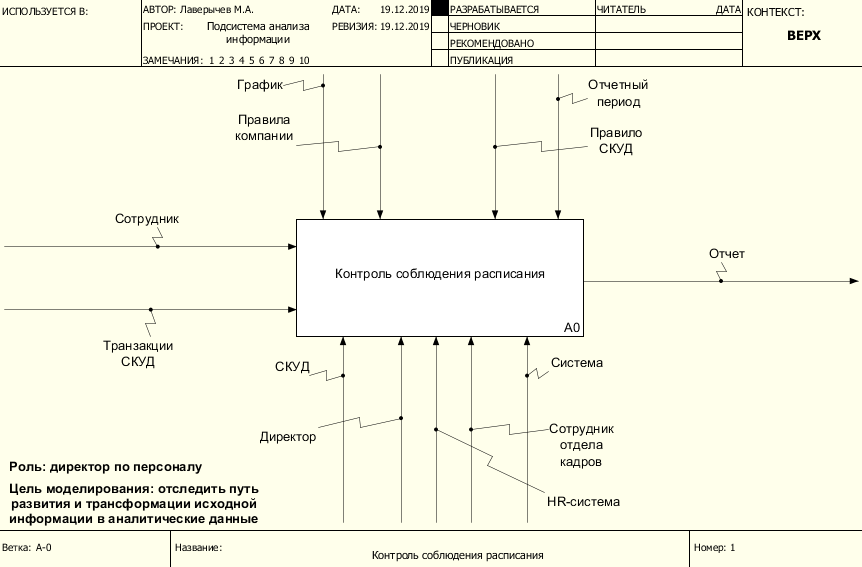 ИСПОЛЬЗУЕТСЯ В:
АВТОР: Лаверычев М.А.
ДАТА: 19.12.2019
ПРОЕКТ: Подсистема анализа
информации
РЕВИЗИЯ: 19.12.2019
ЗАМЕЧАНИЯ: 1 2 3 4 5 6 7 8 9 10
РАЗРАБАТЫВАЕТСЯ
ЧЕРНОВИК
РЕКОМЕНДОВАНО
ПУБЛИКАЦИЯ
ЧИТАТЕЛЬ ДАТА
КОНТЕКСТ:
ВЕРХ
График
Правила
компании
Отчетный
период
Правило
СКУД
Сотрудник
Транзакции
СКУД
Контроль соблюдения расписания
A0
Отчет
СКУД
Директор
Система
Сотрудник
отдела
кадров
HR-система
Роль: директор по персоналу
Цель моделирования: отследить путь
развития и трансформации исходной
информации в аналитические данные
Ветка: A-0
Название:
Контроль соблюдения расписания
Номер: 1